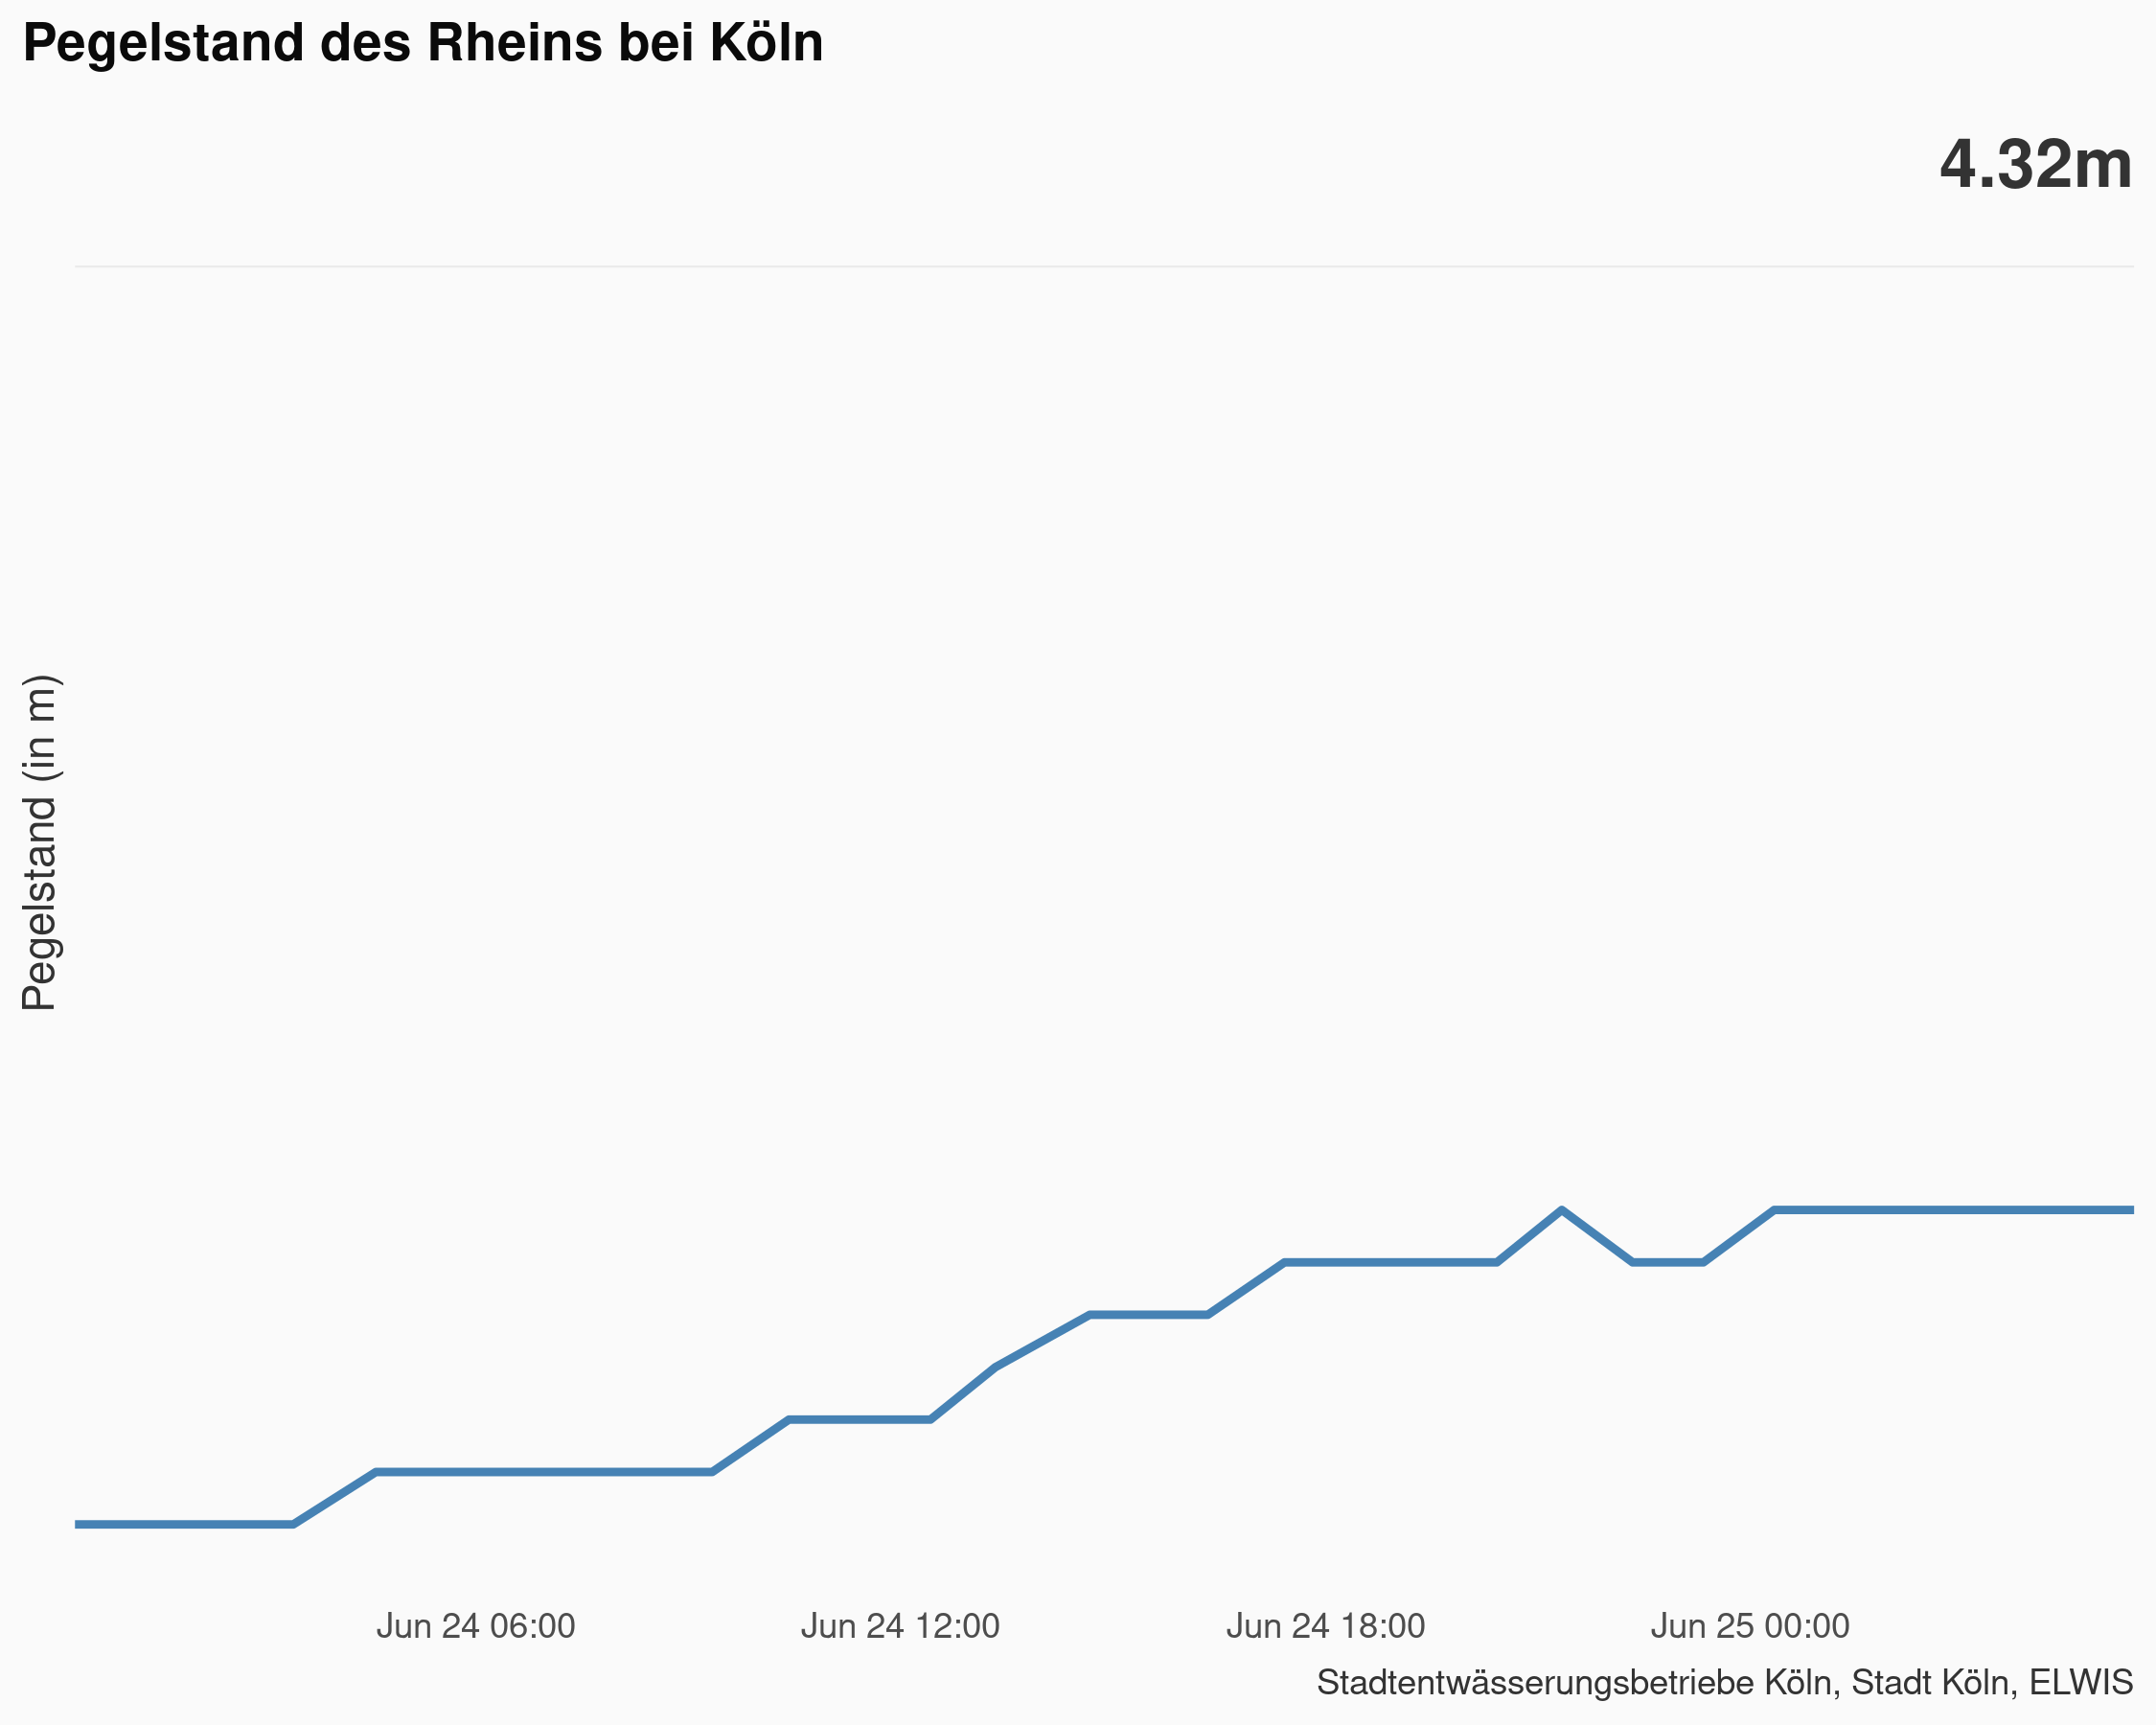 Pegelstand des Rheins bei Köln
4.32m
Pegelstand (in m)
Jun 24 06:00
Jun 24 12:00
Jun 24 18:00
Jun 25 00:00
Stadtentwässerungsbetriebe Köln, Stadt Köln, ELWIS